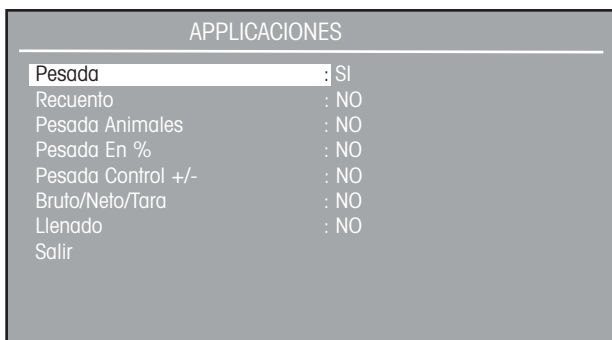 APPLICACIONES
Pesada : SI
Recuento : NO
Pesada Animales : NO
Pesada En % : NO
Pesada Control +/- : NO
Bruto/Neto/Tara : NO
Llenado : NO
Salir